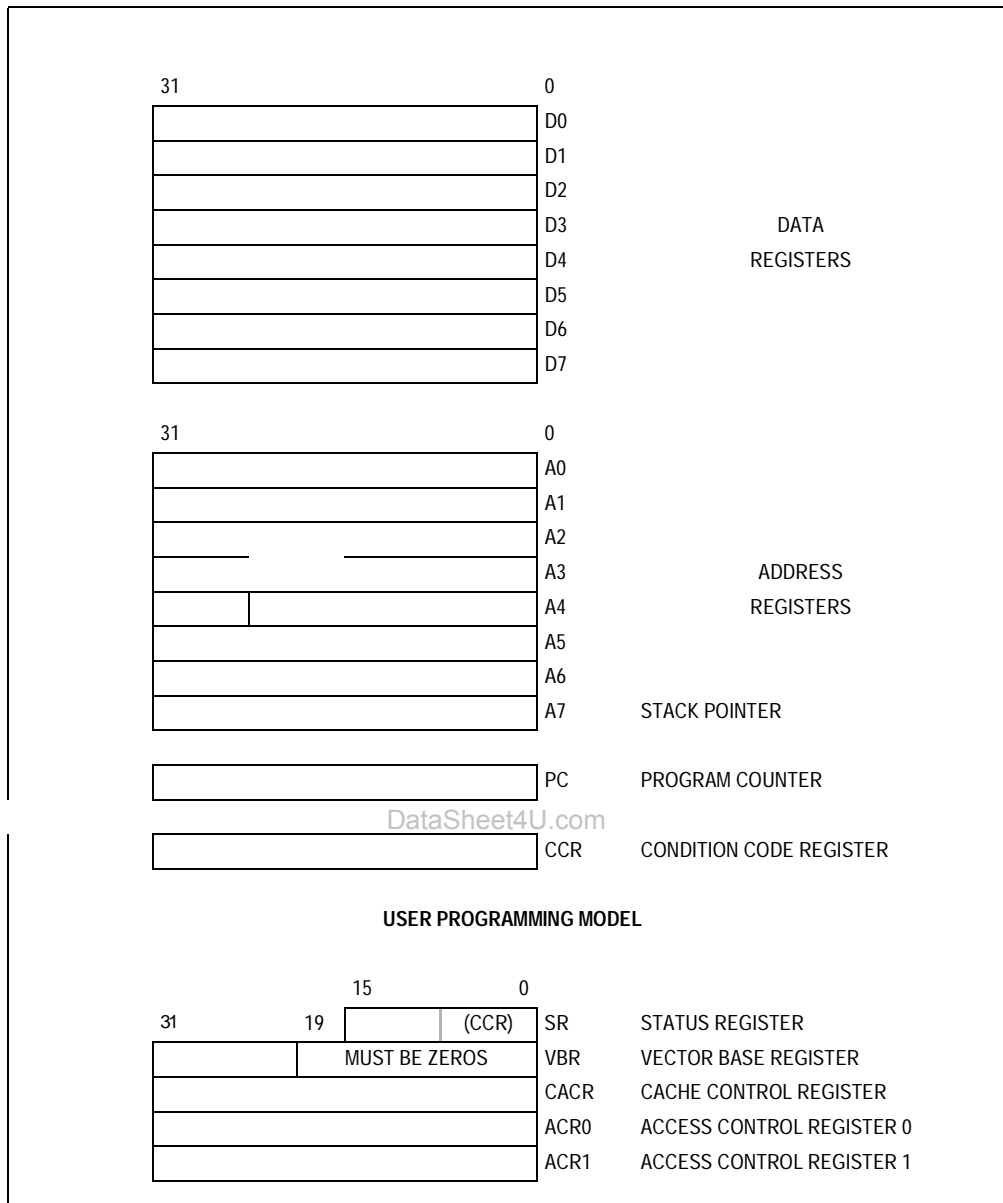 31 0
D0
D1
D2
D3 DATA
D4 REGISTERS
D5
D6
D7
31 0
A0
A1
A2
A3 ADDRESS
A4 REGISTERS
A5
A6
A7 STACK POINTER
PC PROGRAM COUNTER
DataSheet4U.com
CCR CONDITION CODE REGISTER
USER PROGRAMMING MODEL
15 0
31 19 (CCR) SR STATUS REGISTER
MUST BE ZEROS VBR VECTOR BASE REGISTER
CACR CACHE CONTROL REGISTER
ACR0 ACCESS CONTROL REGISTER 0
ACR1 ACCESS CONTROL REGISTER 1